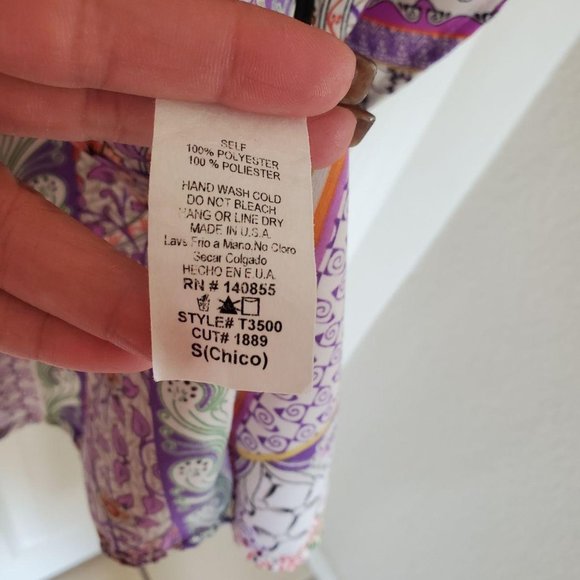 SELF
100% POLYESTER
100 % POLIESTER
HAND WASH COLD
DO NOT BLEACH
HANG OR LINE DRY
MADE IN U.S.A
Lave Frio a Mano.No Cloro
Secar Colgado
HECHO EN E.U.A.
RN # 140855
STYLE# T3500
CUT# 1889
S(Chico)